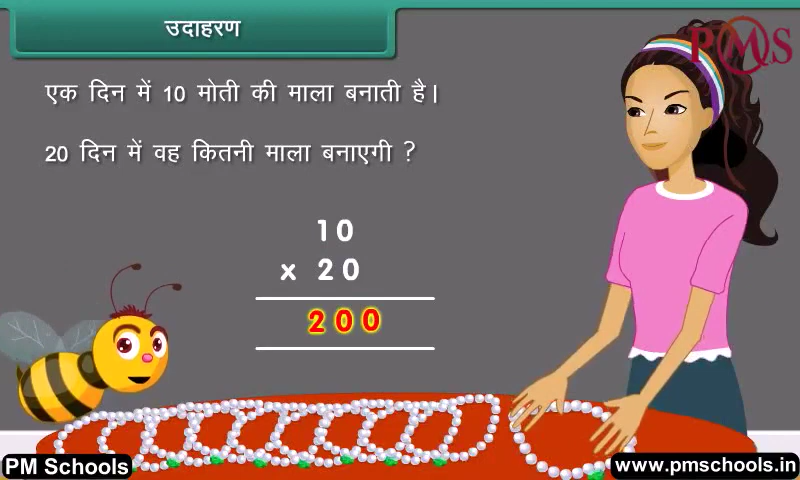 उदाहरण
PMS
एक दिन में 10 मोती की माला बनाती है।
20 दिन में वह कितनी माला बनाएगी ?
10
x 20
200
PM Schools
www.pmschools.in